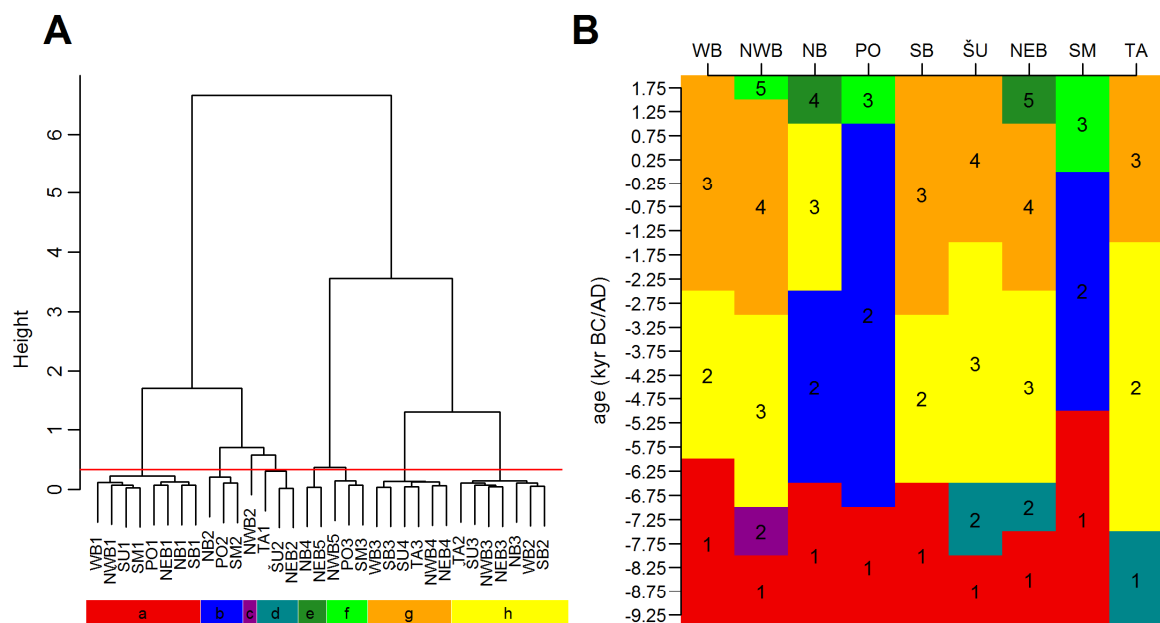 A
Height
6
5
4
3
2
1
0
WB1
NWB1
ŠU1
SM1
PO1
NEB1
NB1
SB1
NB2
PO2
SM2
NWB2
TA1
ŠU2
NEB2
NB4
NEB5
NWB5
PO3
SM3
WB3
SB3
ŠU4
TA3
NWB4
NEB4
TA2
ŠU3
NWB3
NEB3
NB3
WB2
SB2
a b c d e f g h
B
WB NWB NB PO SB ŠU NEB SM TA
age (kyr BC/AD)
1.75
1.25
0.75
0.25
-0.25
-0.75
-1.25
-1.75
-2.25
-2.75
-3.25
-3.75
-4.25
-4.75
-5.25
-5.75
-6.25
-6.75
-7.25
-7.75
-8.25
-8.75
-9.25
3
2
1
5
4
3
2
1
4
3
2
1
3
2
1
3
2
1
4
3
2
1
5
4
3
2
1
3
2
1
3
2
1